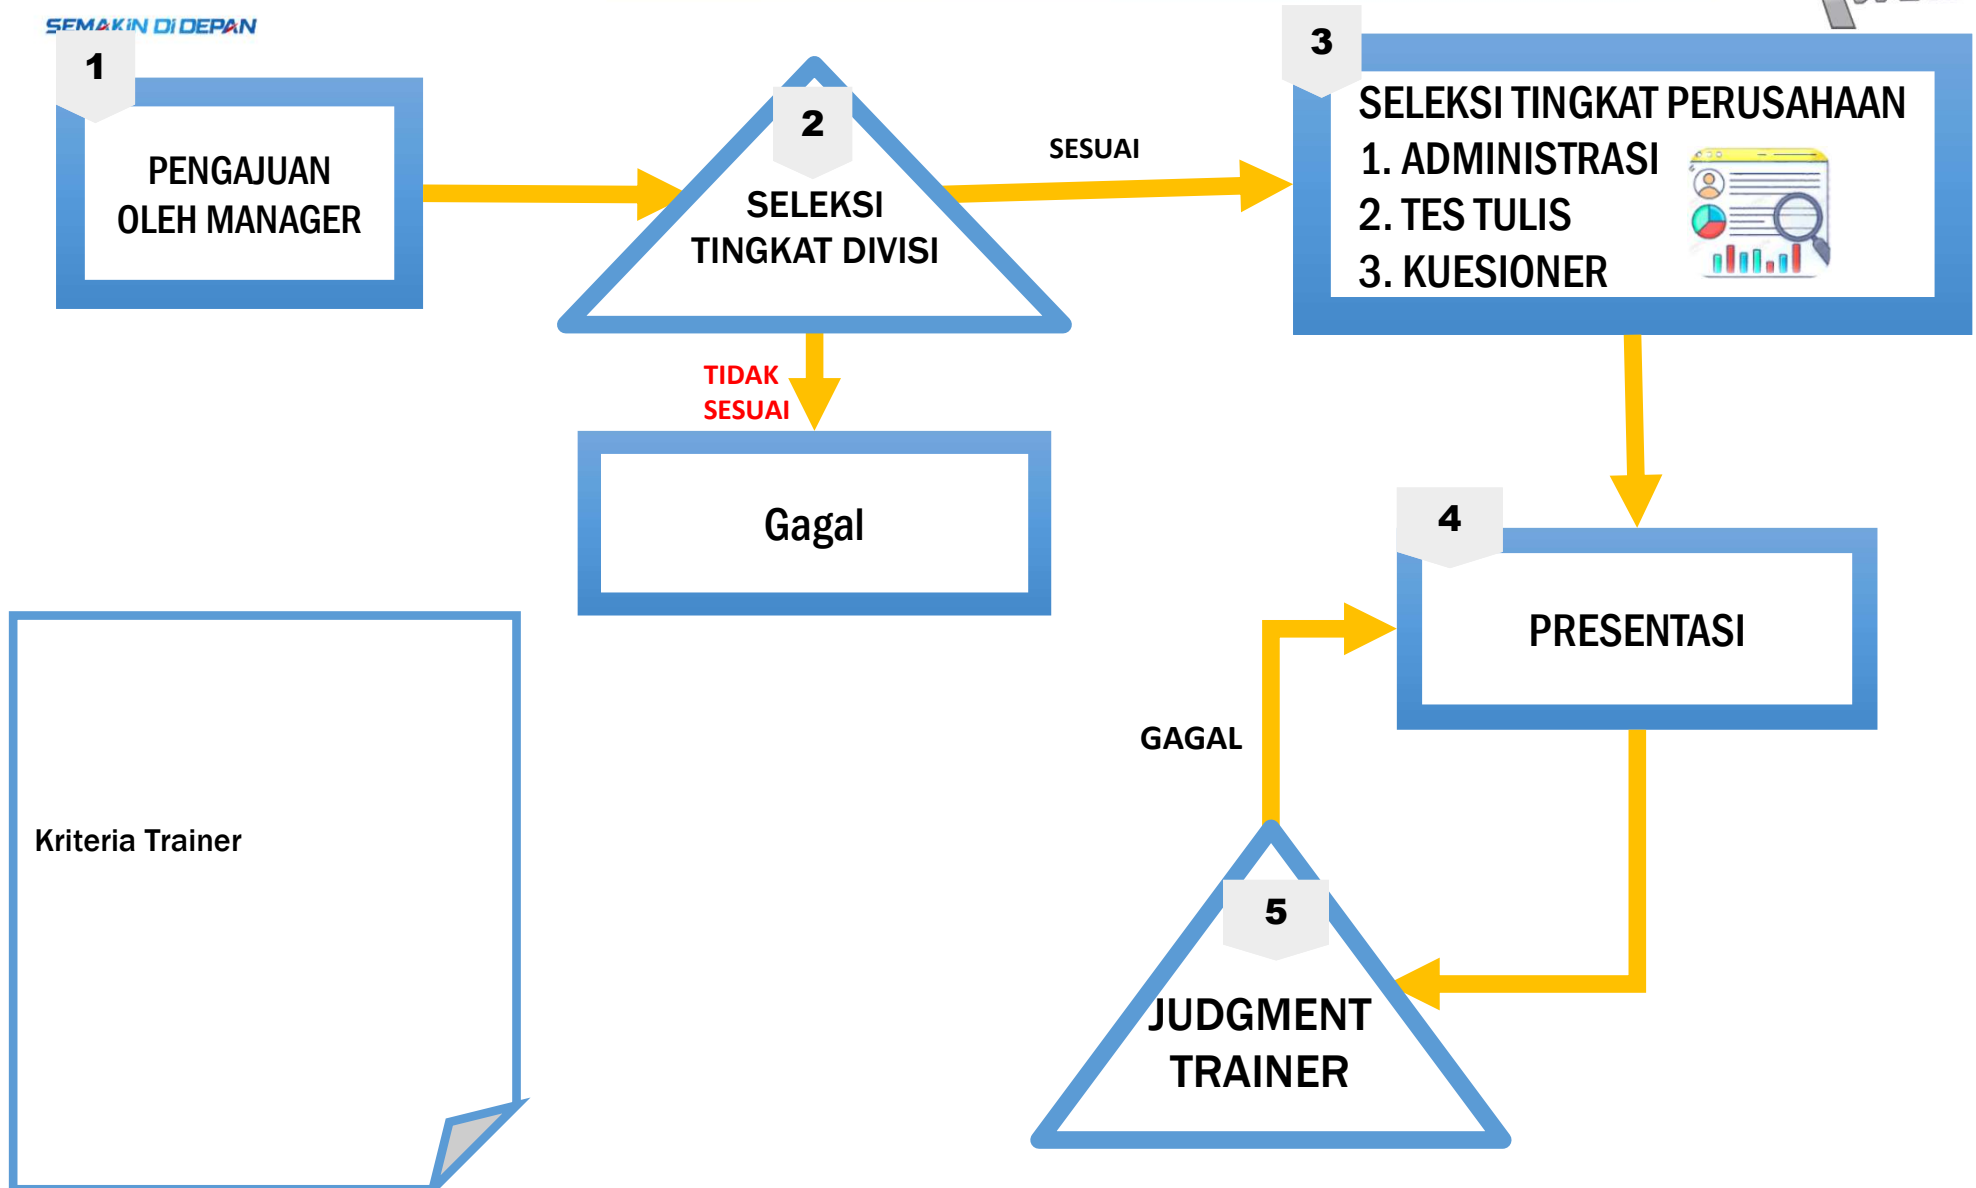 SEMAKIN DI DEPAN
1
PENGAJUAN
OLEH MANAGER
2
SELEKSI
TINGKAT DIVISI
SESUAI
3
SELEKSI TINGKAT PERUSAHAAN
1. ADMINISTRASI
2. TES TULIS
3. KUESIONER
TIDAK
SESUAI
Gagal
4
PRESENTASI
GAGAL
5
JUDGMENT
TRAINER
Kriteria Trainer